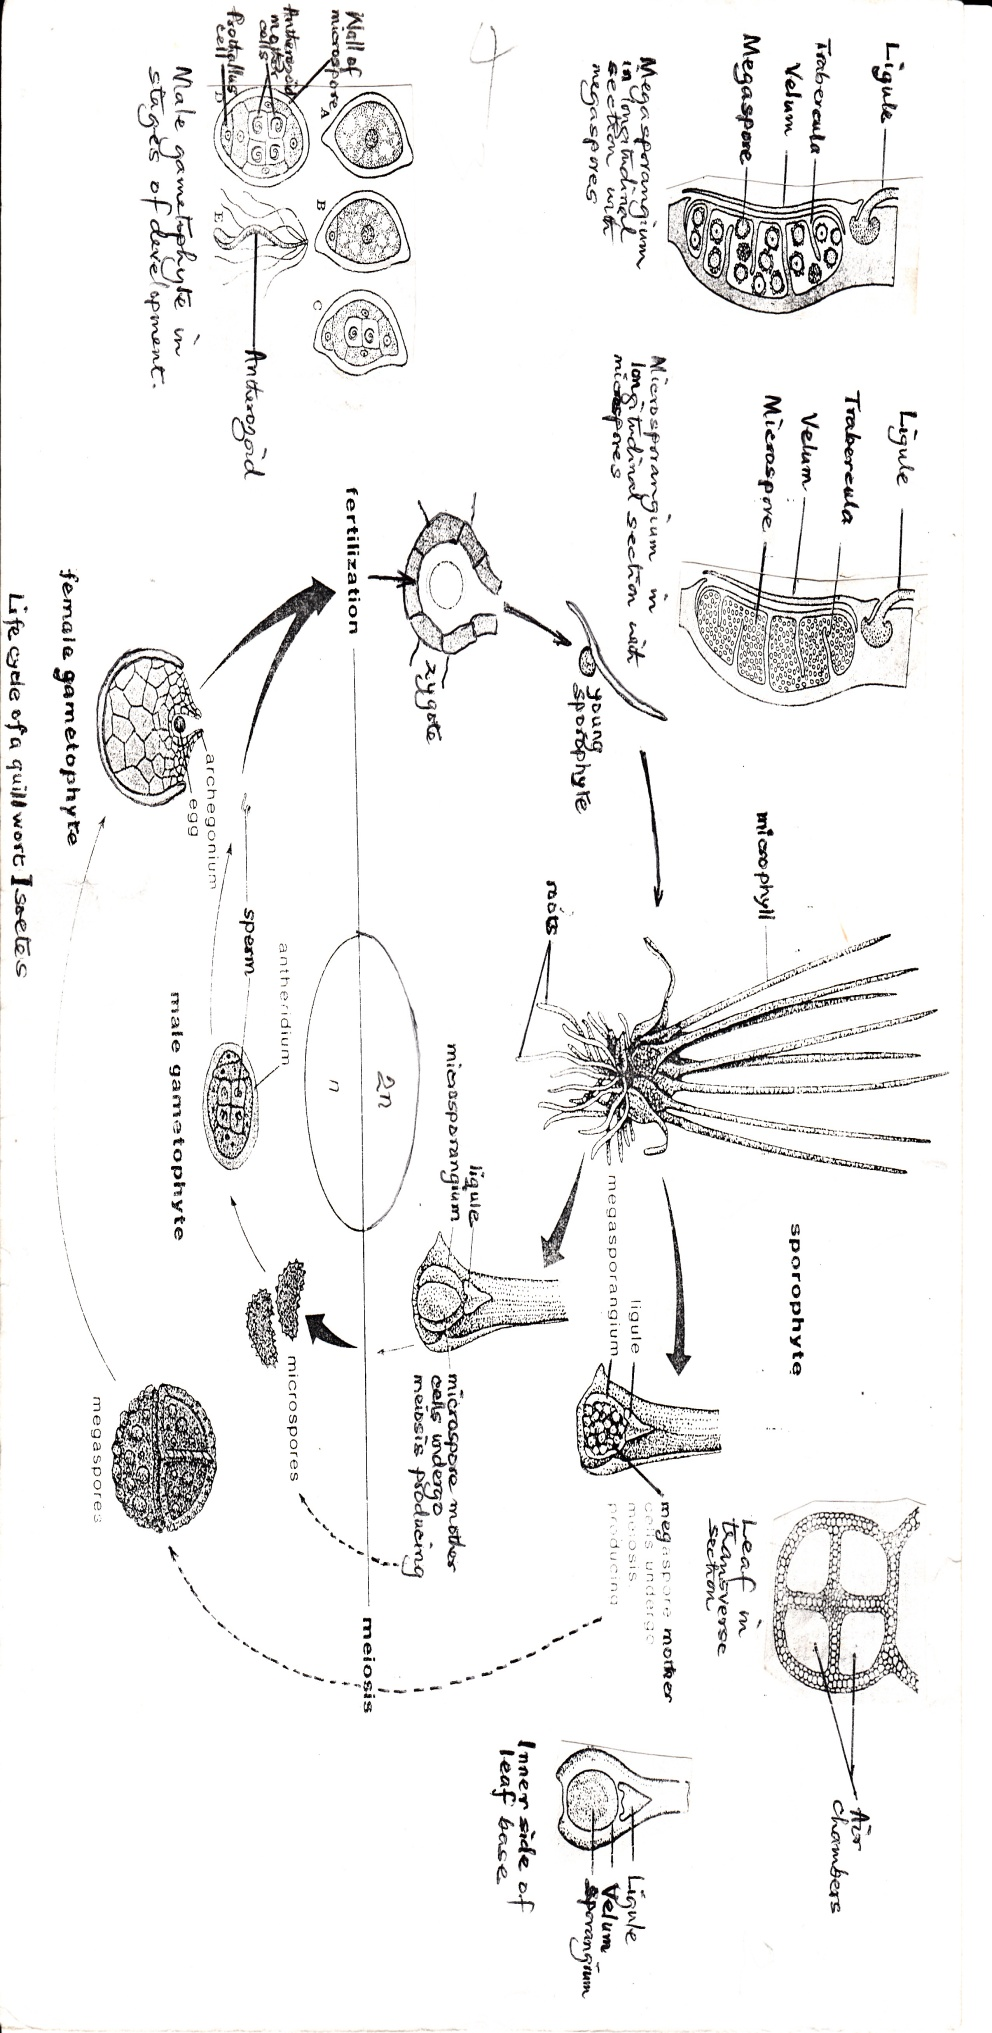 Ligule
Trabercula
Velum
Megaspore
Megasporangium
in longitudinal
section with
megaspores
Ligule
Trabercula
Velum
Microspore
Microsporangium in
longitudinal section with
microspores
microphyll
roots
sporophyte
Leaf in
transverse
section
Air
chambers
Inner side of
leaf base
Ligule
Velum
sporangium
megasporangium
ligule
megaspore mother
cells undergo
meiosis
producing
microsporangium
ligule
microspore mother
cells undergo
meiosis producing
young
sporophyte
zygote
fertilization
2n
n
meiosis
Wall of
microspore
Antherozoid
mother
cells
Prothallus
cell
A
B
C
D
E
Antherozoid
Male gametophyte in
stages of development.
sperm
antheridium
male gametophyte
microspores
megaspores
archegonium
egg
female gametophyte
Life cycle of a quillwort Isoetes